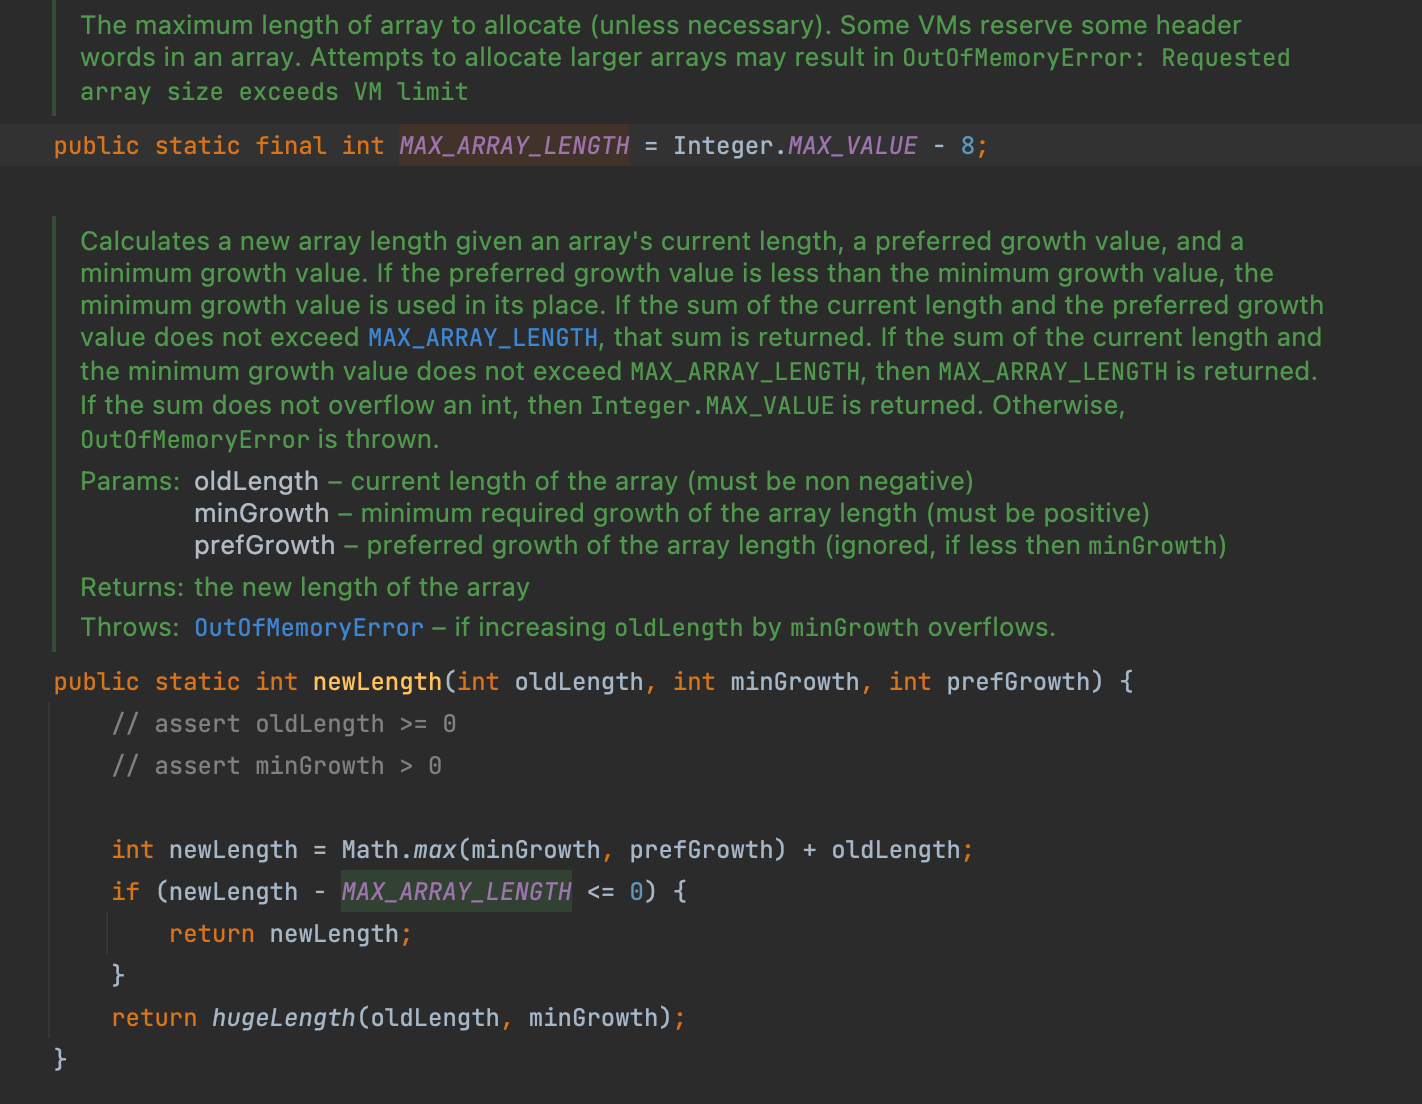 The maximum length of array to allocate (unless necessary). Some VMs reserve some header
words in an array. Attempts to allocate larger arrays may result in OutOfMemoryError: Requested
array size exceeds VM limit
public static final int MAX_ARRAY_LENGTH = Integer.MAX_VALUE - 8;
Calculates a new array length given an array's current length, a preferred growth value, and a
minimum growth value. If the preferred growth value is less than the minimum growth value, the
minimum growth value is used in its place. If the sum of the current length and the preferred growth
value does not exceed MAX_ARRAY_LENGTH, that sum is returned. If the sum of the current length and
the minimum growth value does not exceed MAX_ARRAY_LENGTH, then MAX_ARRAY_LENGTH is returned.
If the sum does not overflow an int, then Integer.MAX_VALUE is returned. Otherwise,
OutOfMemoryError is thrown.
Params: oldLength – current length of the array (must be non negative)
minGrowth – minimum required growth of the array length (must be positive)
prefGrowth – preferred growth of the array length (ignored, if less then minGrowth)
Returns: the new length of the array
Throws: OutOfMemoryError – if increasing oldLength by minGrowth overflows.
public static int newLength(int oldLength, int minGrowth, int prefGrowth) {
// assert oldLength >= 0
// assert minGrowth > 0
int newLength = Math.max(minGrowth, prefGrowth) + oldLength;
if (newLength - MAX_ARRAY_LENGTH <= 0) {
return newLength;
}
return hugeLength(oldLength, minGrowth);
}